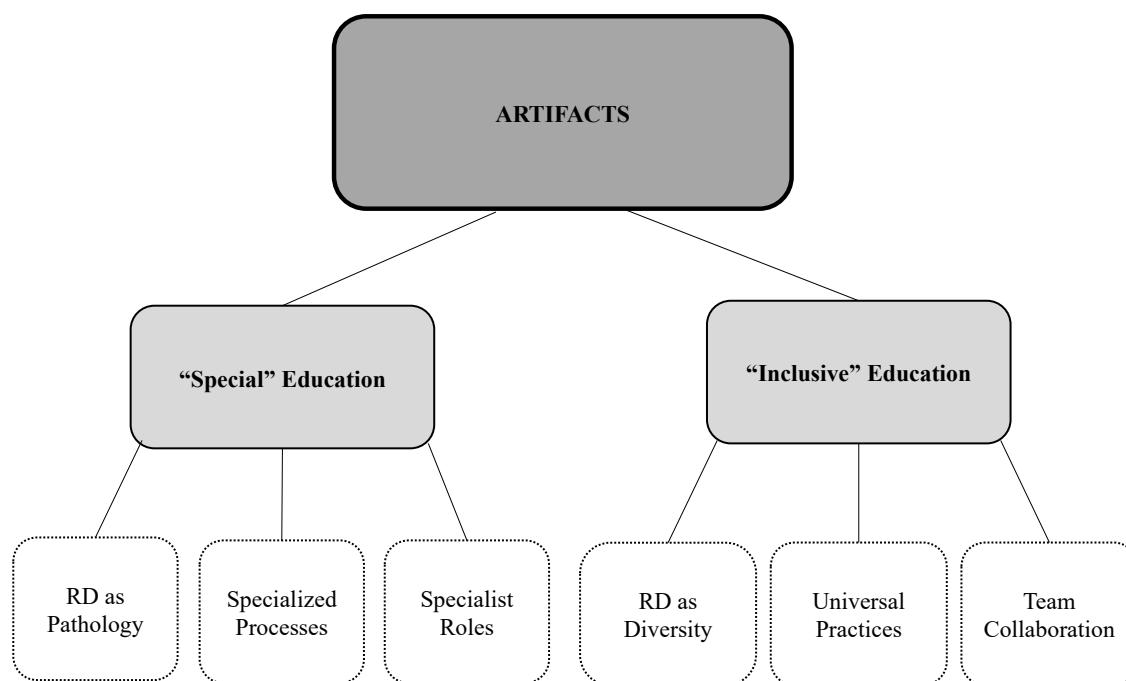 ARTIFACTS
“Special” Education
“Inclusive” Education
RD as
Pathology
Specialized
Processes
Specialist
Roles
RD as
Diversity
Universal
Practices
Team
Collaboration